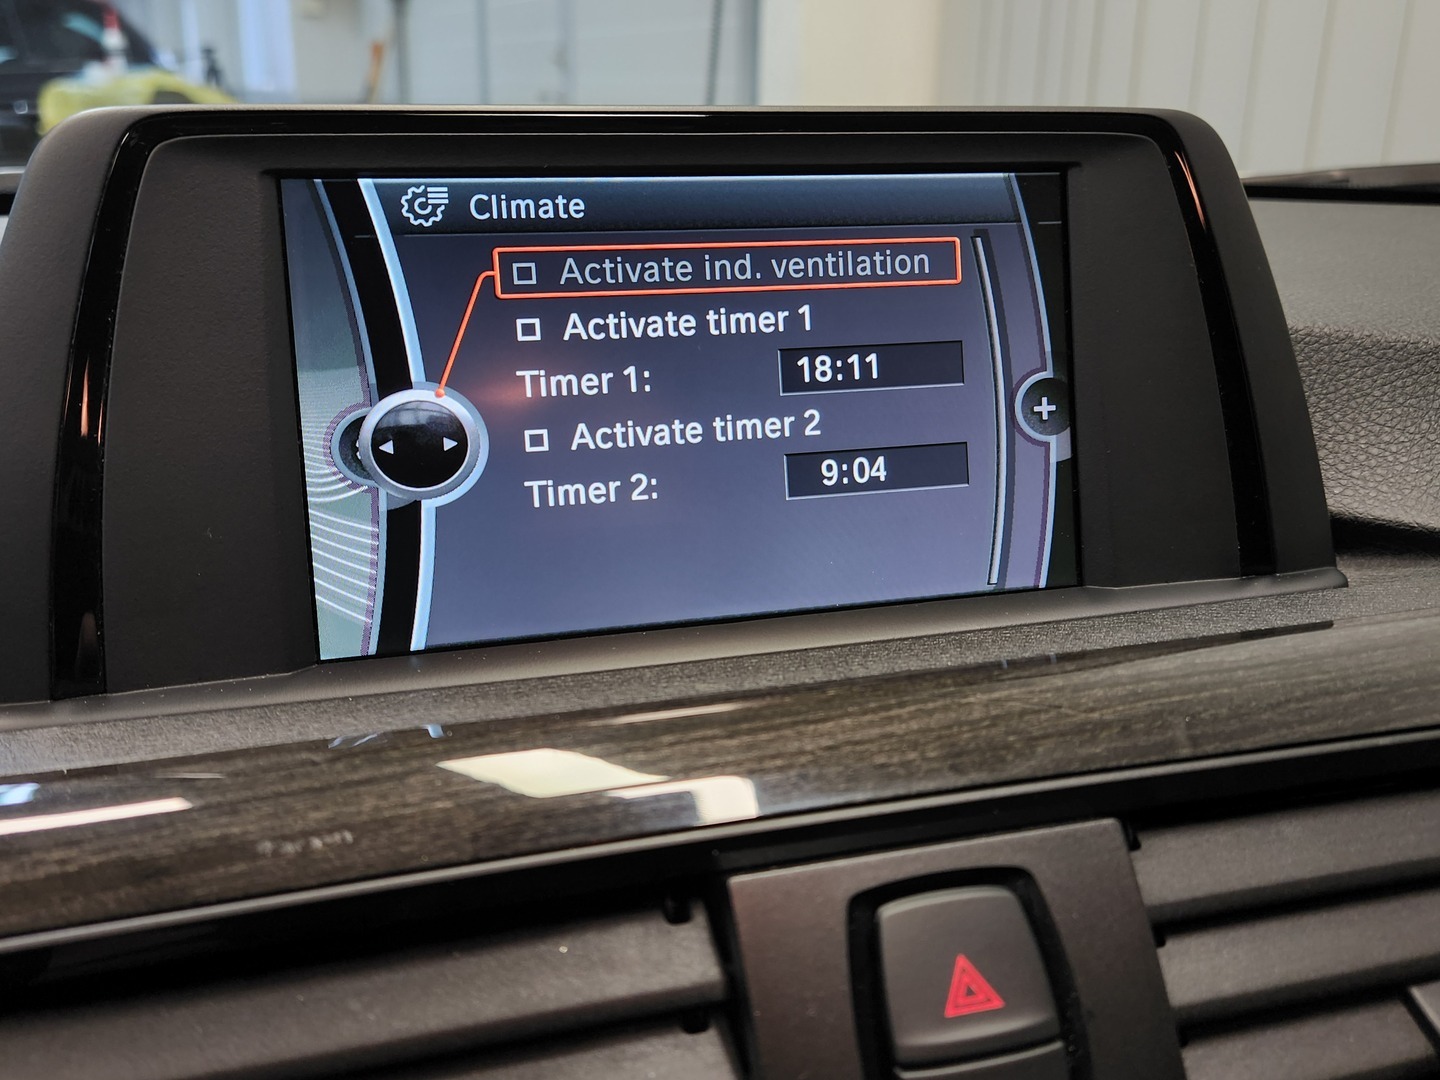 Climate
Activate ind. ventilation
Activate timer 1
Timer 1: 18:11
Activate timer 2
Timer 2: 9:04